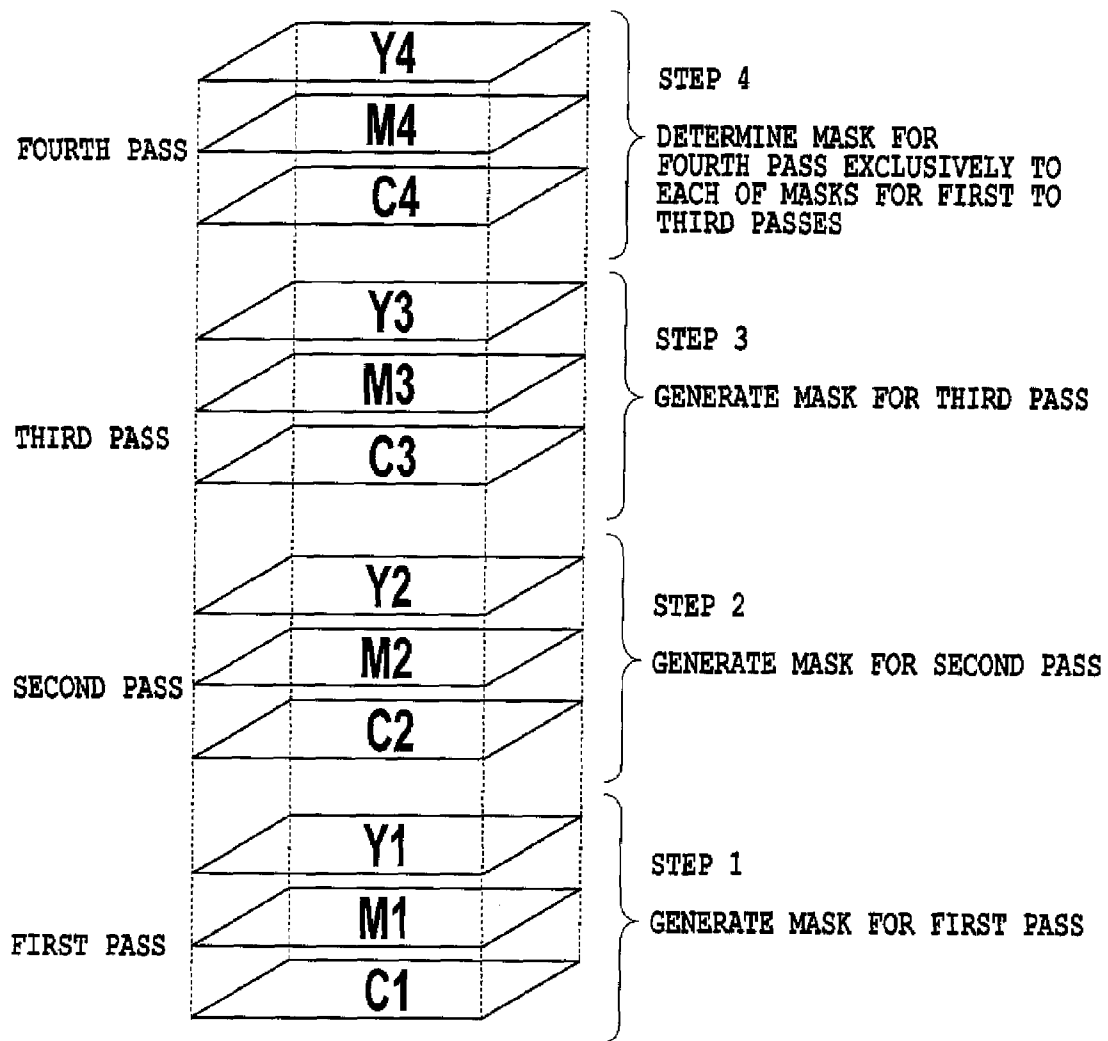 Y4
M4
C4
FOURTH PASS
STEP 4
DETERMINE MASK FOR
FOURTH PASS EXCLUSIVELY TO
EACH OF MASKS FOR FIRST TO
THIRD PASSES
Y3
M3
C3
THIRD PASS
STEP 3
GENERATE MASK FOR THIRD PASS
Y2
M2
C2
SECOND PASS
STEP 2
GENERATE MASK FOR SECOND PASS
Y1
M1
C1
FIRST PASS
STEP 1
GENERATE MASK FOR FIRST PASS